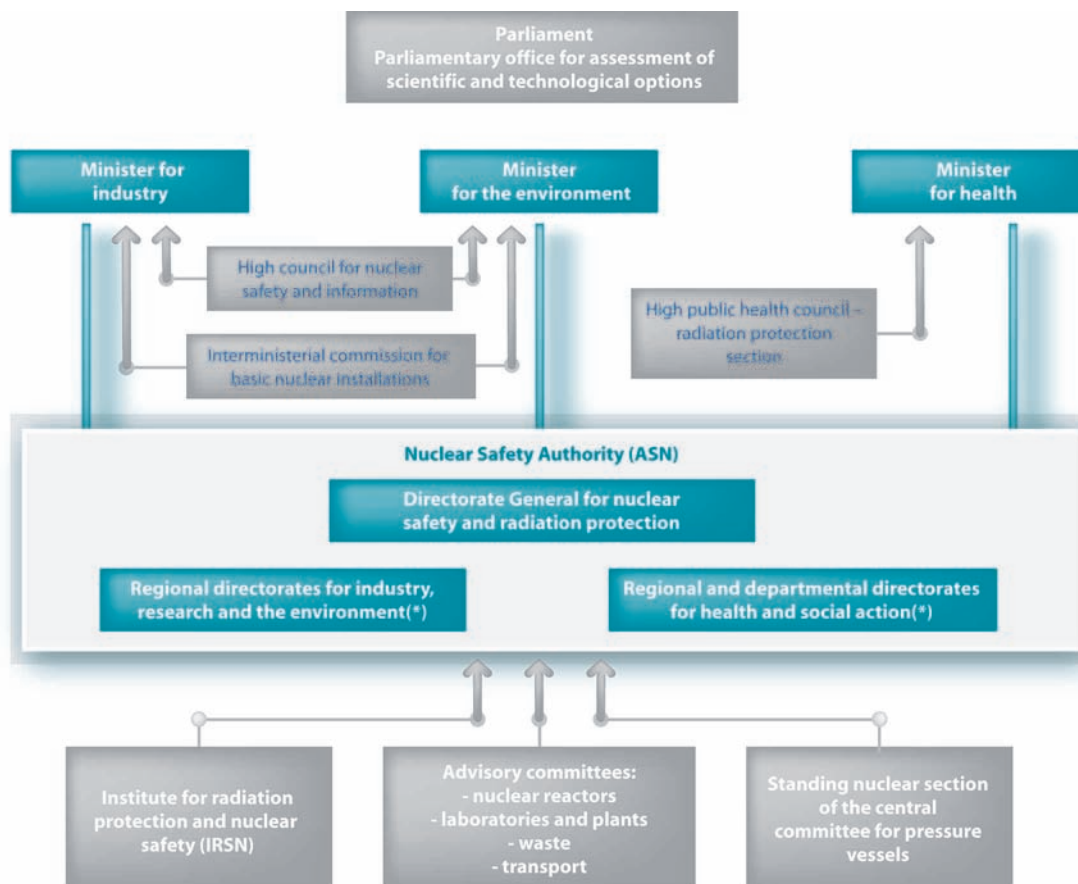 Parliament
Parliamentary office for assessment of
scientific and technological options
Minister for
industry
Minister
for the environment
Minister
for health
High council for nuclear
safety and information
High public health council –
radiation protection
section
Interministerial commission for
basic nuclear installations
Nuclear Safety Authority (ASN)
Directorate General for nuclear
safety and radiation protection
Regional directorates for industry,
research and the environment(*)
Regional and departmental directorates
for health and social action(*)
Institute for radiation
protection and nuclear
safety (IRSN)
Advisory committees:
- nuclear reactors
- laboratories and plants
- waste
- transport
Standing nuclear section
of the central
committee for pressure
vessels